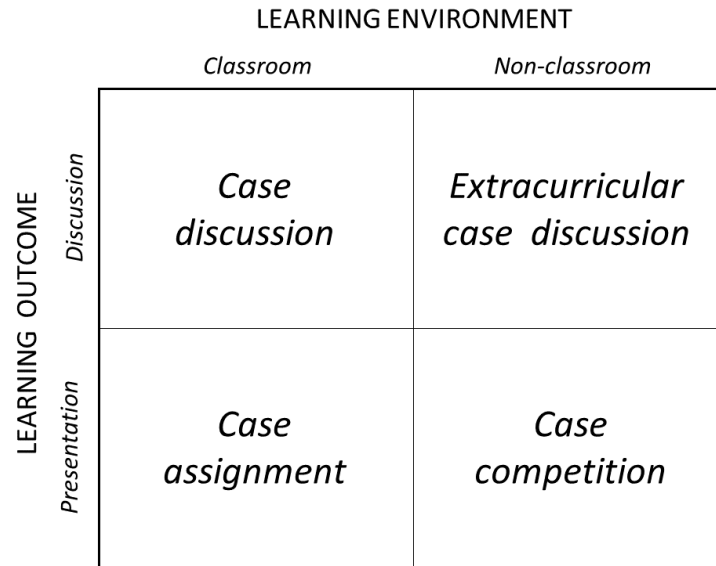 LEARNING ENVIRONMENT
Classroom
Non-classroom
LEARNING OUTCOME
Discussion
Case
discussion
Extracurricular
case discussion
Presentation
Case
assignment
Case
competition